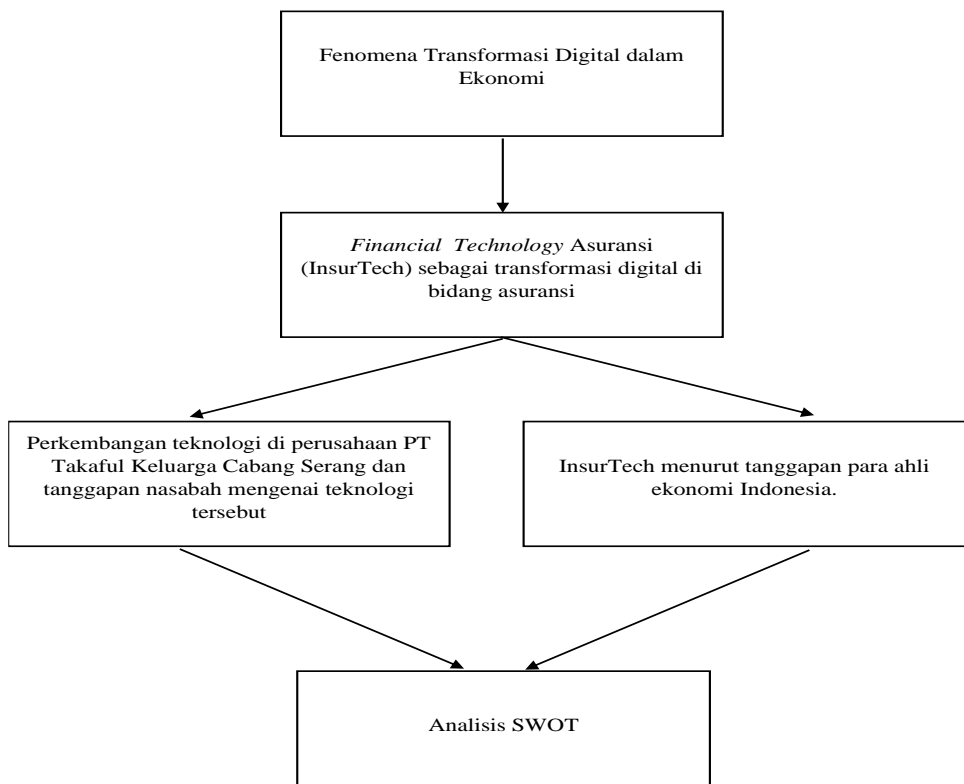 Fenomena Transformasi Digital dalam
Ekonomi
Financial Technology Asuransi
(InsurTech) sebagai transformasi digital di
bidang asuransi
Perkembangan teknologi di perusahaan PT
Takaful Keluarga Cabang Serang dan
tanggapan nasabah mengenai teknologi
tersebut
InsurTech menurut tanggapan para ahli
ekonomi Indonesia.
Analisis SWOT